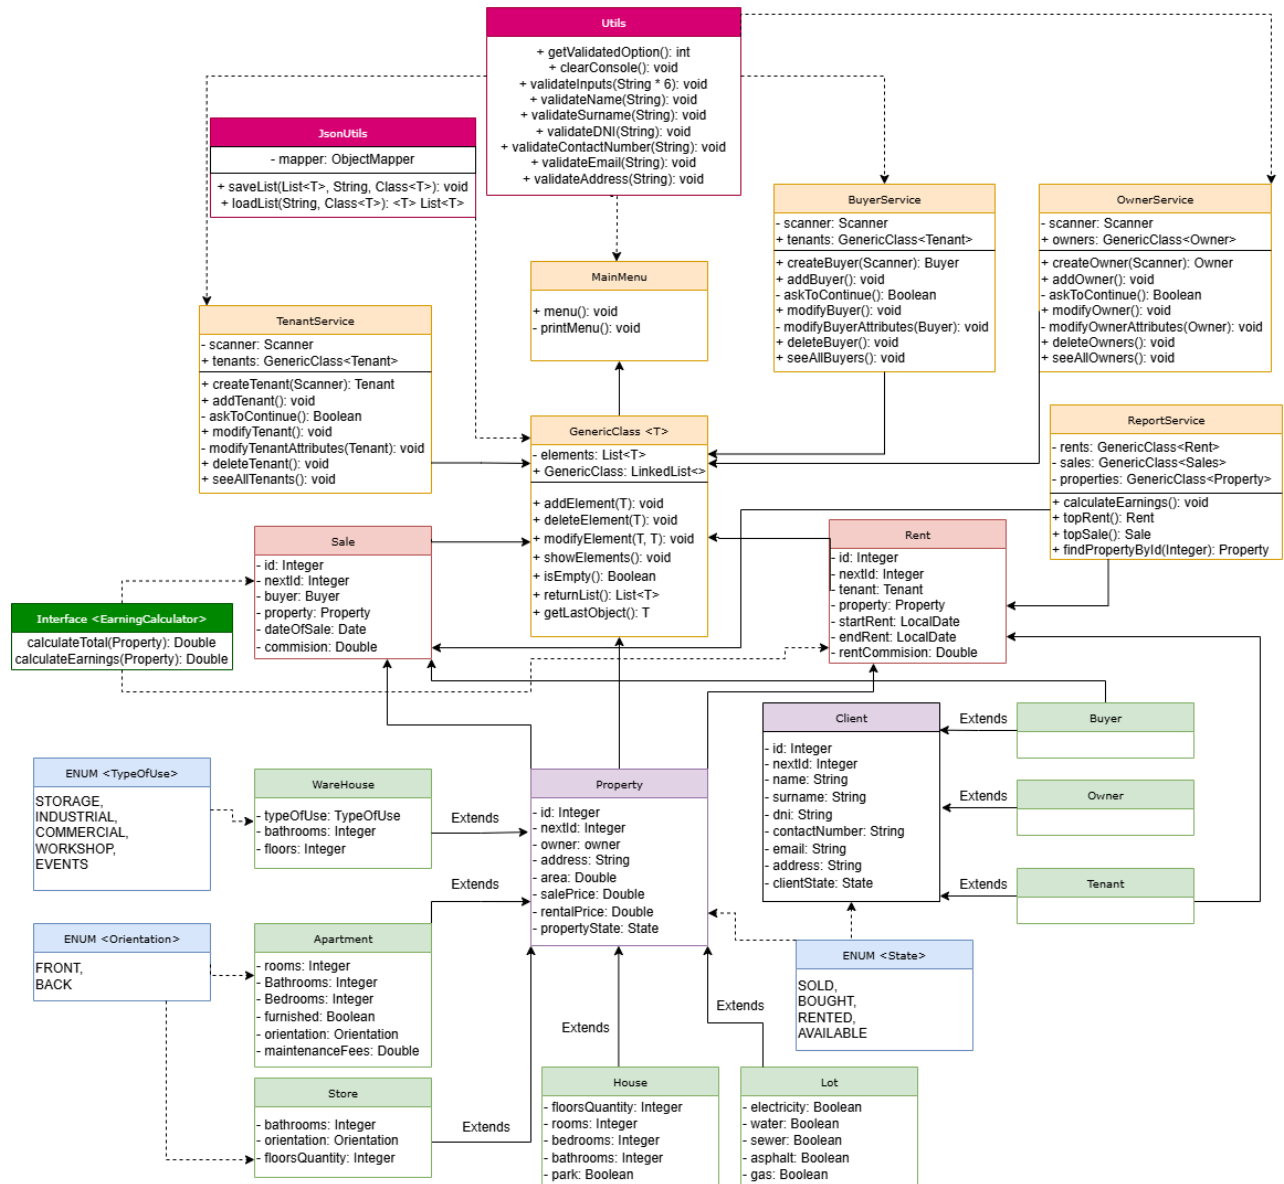 Utils
+ getValidatedOption(): int
+ clearConsole(): void
+ validateInputs(String * 6): void
+ validateName(String): void
+ validateSurname(String): void
+ validateDNI(String): void
+ validateContactNumber(String): void
+ validateEmail(String): void
+ validateAddress(String): void
JsonUtils
- mapper: ObjectMapper
+ saveList(List<T>, String, Class<T>): void
+ loadList(String, Class<T>): <T> List<T>
BuyerService
- scanner: Scanner
+ tenants: GenericClass<Tenant>
+ createBuyer(Scanner): Buyer
+ addBuyer(): void
- askToContinue(): Boolean
+ modifyBuyer(): void
- modifyBuyerAttributes(Buyer): void
+ deleteBuyer(): void
+ seeAllBuyers(): void
OwnerService
- scanner: Scanner
+ owners: GenericClass<Owner>
+ createOwner(Scanner): Owner
+ addOwner(): void
- askToContinue(): Boolean
+ modifyOwner(): void
- modifyOwnerAttributes(Owner): void
+ deleteOwners(): void
+ seeAllOwners(): void
MainMenu
+ menu(): void
- printMenu(): void
TenantService
- scanner: Scanner
+ tenants: GenericClass<Tenant>
+ createTenant(Scanner): Tenant
+ addTenant(): void
- askToContinue(): Boolean
+ modifyTenant(): void
- modifyTenantAttributes(Tenant): void
+ deleteTenant(): void
+ seeAllTenants(): void
GenericClass <T>
- elements: List<T>
+ GenericClass: LinkedList<>
+ addElement(T): void
+ deleteElement(T): void
+ modifyElement(T, T): void
+ showElements(): void
+ isEmpty(): Boolean
+ returnList(): List<T>
+ getLastObject(): T
ReportService
- rents: GenericClass<Rent>
- sales: GenericClass<Sales>
- properties: GenericClass<Property>
+ calculateEarnings(): void
+ topRent(): Rent
+ topSale(): Sale
+ findPropertyById(Integer): Property
Sale
- id: Integer
- nextId: Integer
- buyer: Buyer
- property: Property
- dateOfSale: Date
- commision: Double
Rent
- id: Integer
- nextId: Integer
- tenant: Tenant
- property: Property
- startRent: LocalDate
- endRent: LocalDate
- rentCommision: Double
Interface <EarningCalculator>
calculateTotal(Property): Double
calculateEarnings(Property): Double
Client
- id: Integer
- nextId: Integer
- name: String
- surname: String
- dni: String
- contactNumber: String
- email: String
- address: String
- clientState: State
Extends
Buyer
Extends
Owner
Extends
Tenant
ENUM <TypeOfUse>
STORAGE,
INDUSTRIAL,
COMMERCIAL,
WORKSHOP,
EVENTS
WareHouse
- typeOfUse: TypeOfUse
- bathrooms: Integer
- floors: Integer
Extends
Property
- id: Integer
- nextId: Integer
- owner: owner
- address: String
- area: Double
- salePrice: Double
- rentalPrice: Double
- propertyState: State
Extends
ENUM <Orientation>
FRONT,
BACK
Apartment
- rooms: Integer
- Bathrooms: Integer
- Bedrooms: Integer
- furnished: Boolean
- orientation: Orientation
- maintenanceFees: Double
ENUM <State>
SOLD,
BOUGHT,
RENTED,
AVAILABLE
Extends
Extends
Store
- bathrooms: Integer
- orientation: Orientation
- floorsQuantity: Integer
Extends
House
- floorsQuantity: Integer
- rooms: Integer
- bedrooms: Integer
- bathrooms: Integer
- park: Boolean
Lot
- electricity: Boolean
- water: Boolean
- sewer: Boolean
- asphalt: Boolean
- gas: Boolean